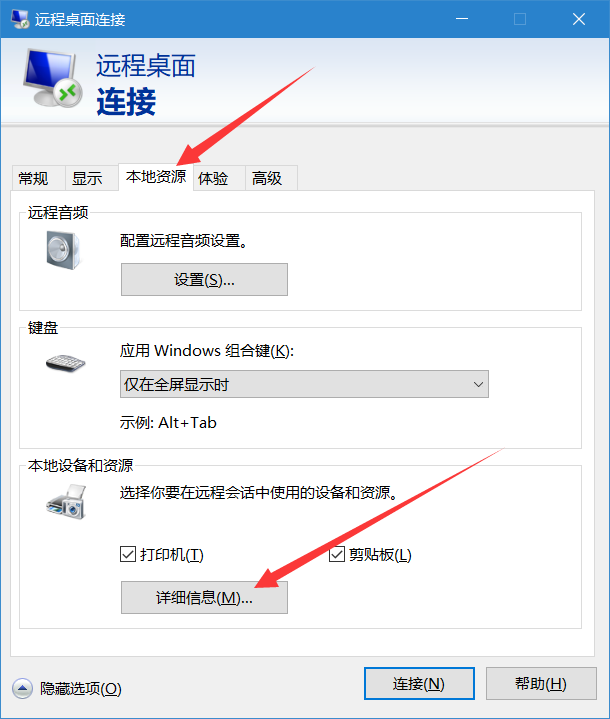 远程桌面连接
远程桌面
连接
常规 显示 本地资源 体验 高级
远程音频
配置远程音频设置。
设置(S)...
键盘
应用 Windows 组合键(K):
仅在全屏显示时
示例: Alt+Tab
本地设备和资源
选择你要在远程会话中使用的设备和资源。
打印机(T) 剪贴板(L)
详细信息(M)...
隐藏选项(O) 连接(N) 帮助(H)